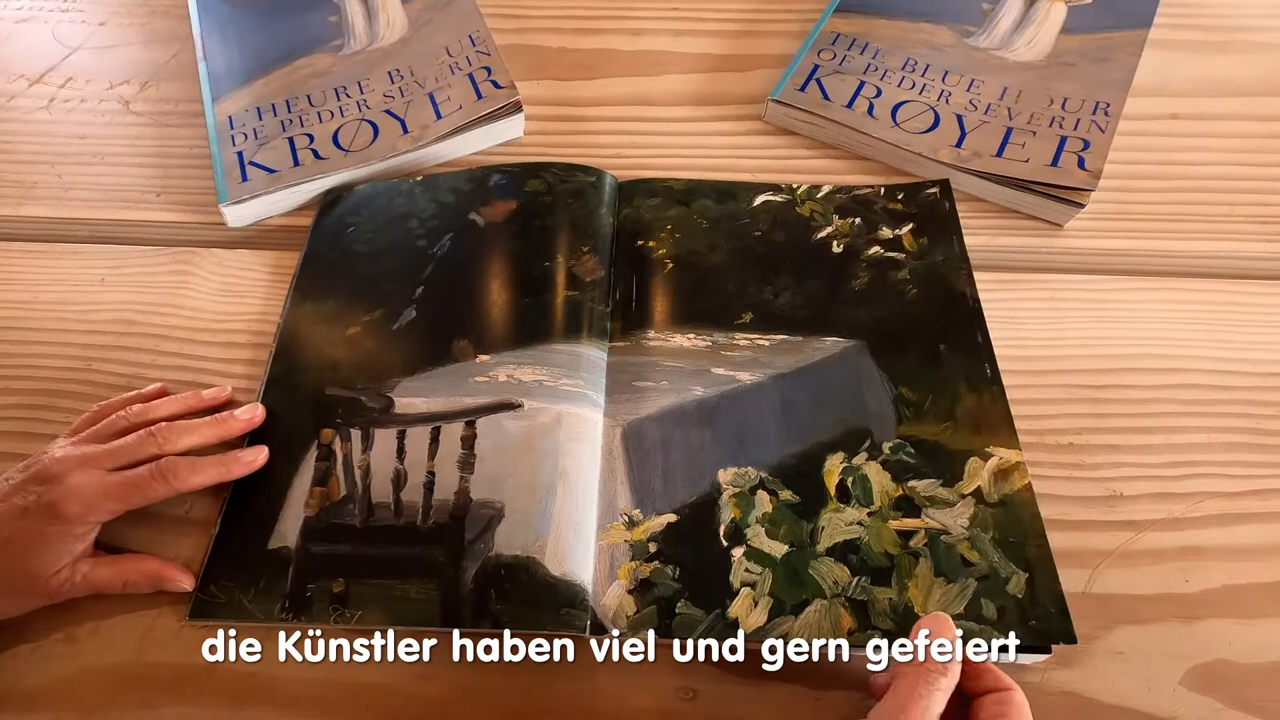 L'HEURE BLEUE
DE PEDER SEVERIN
KRØYER
THE BLUE HOUR
OF PEDER SEVERIN
KRØYER
die Künstler haben viel und gern gefeiert